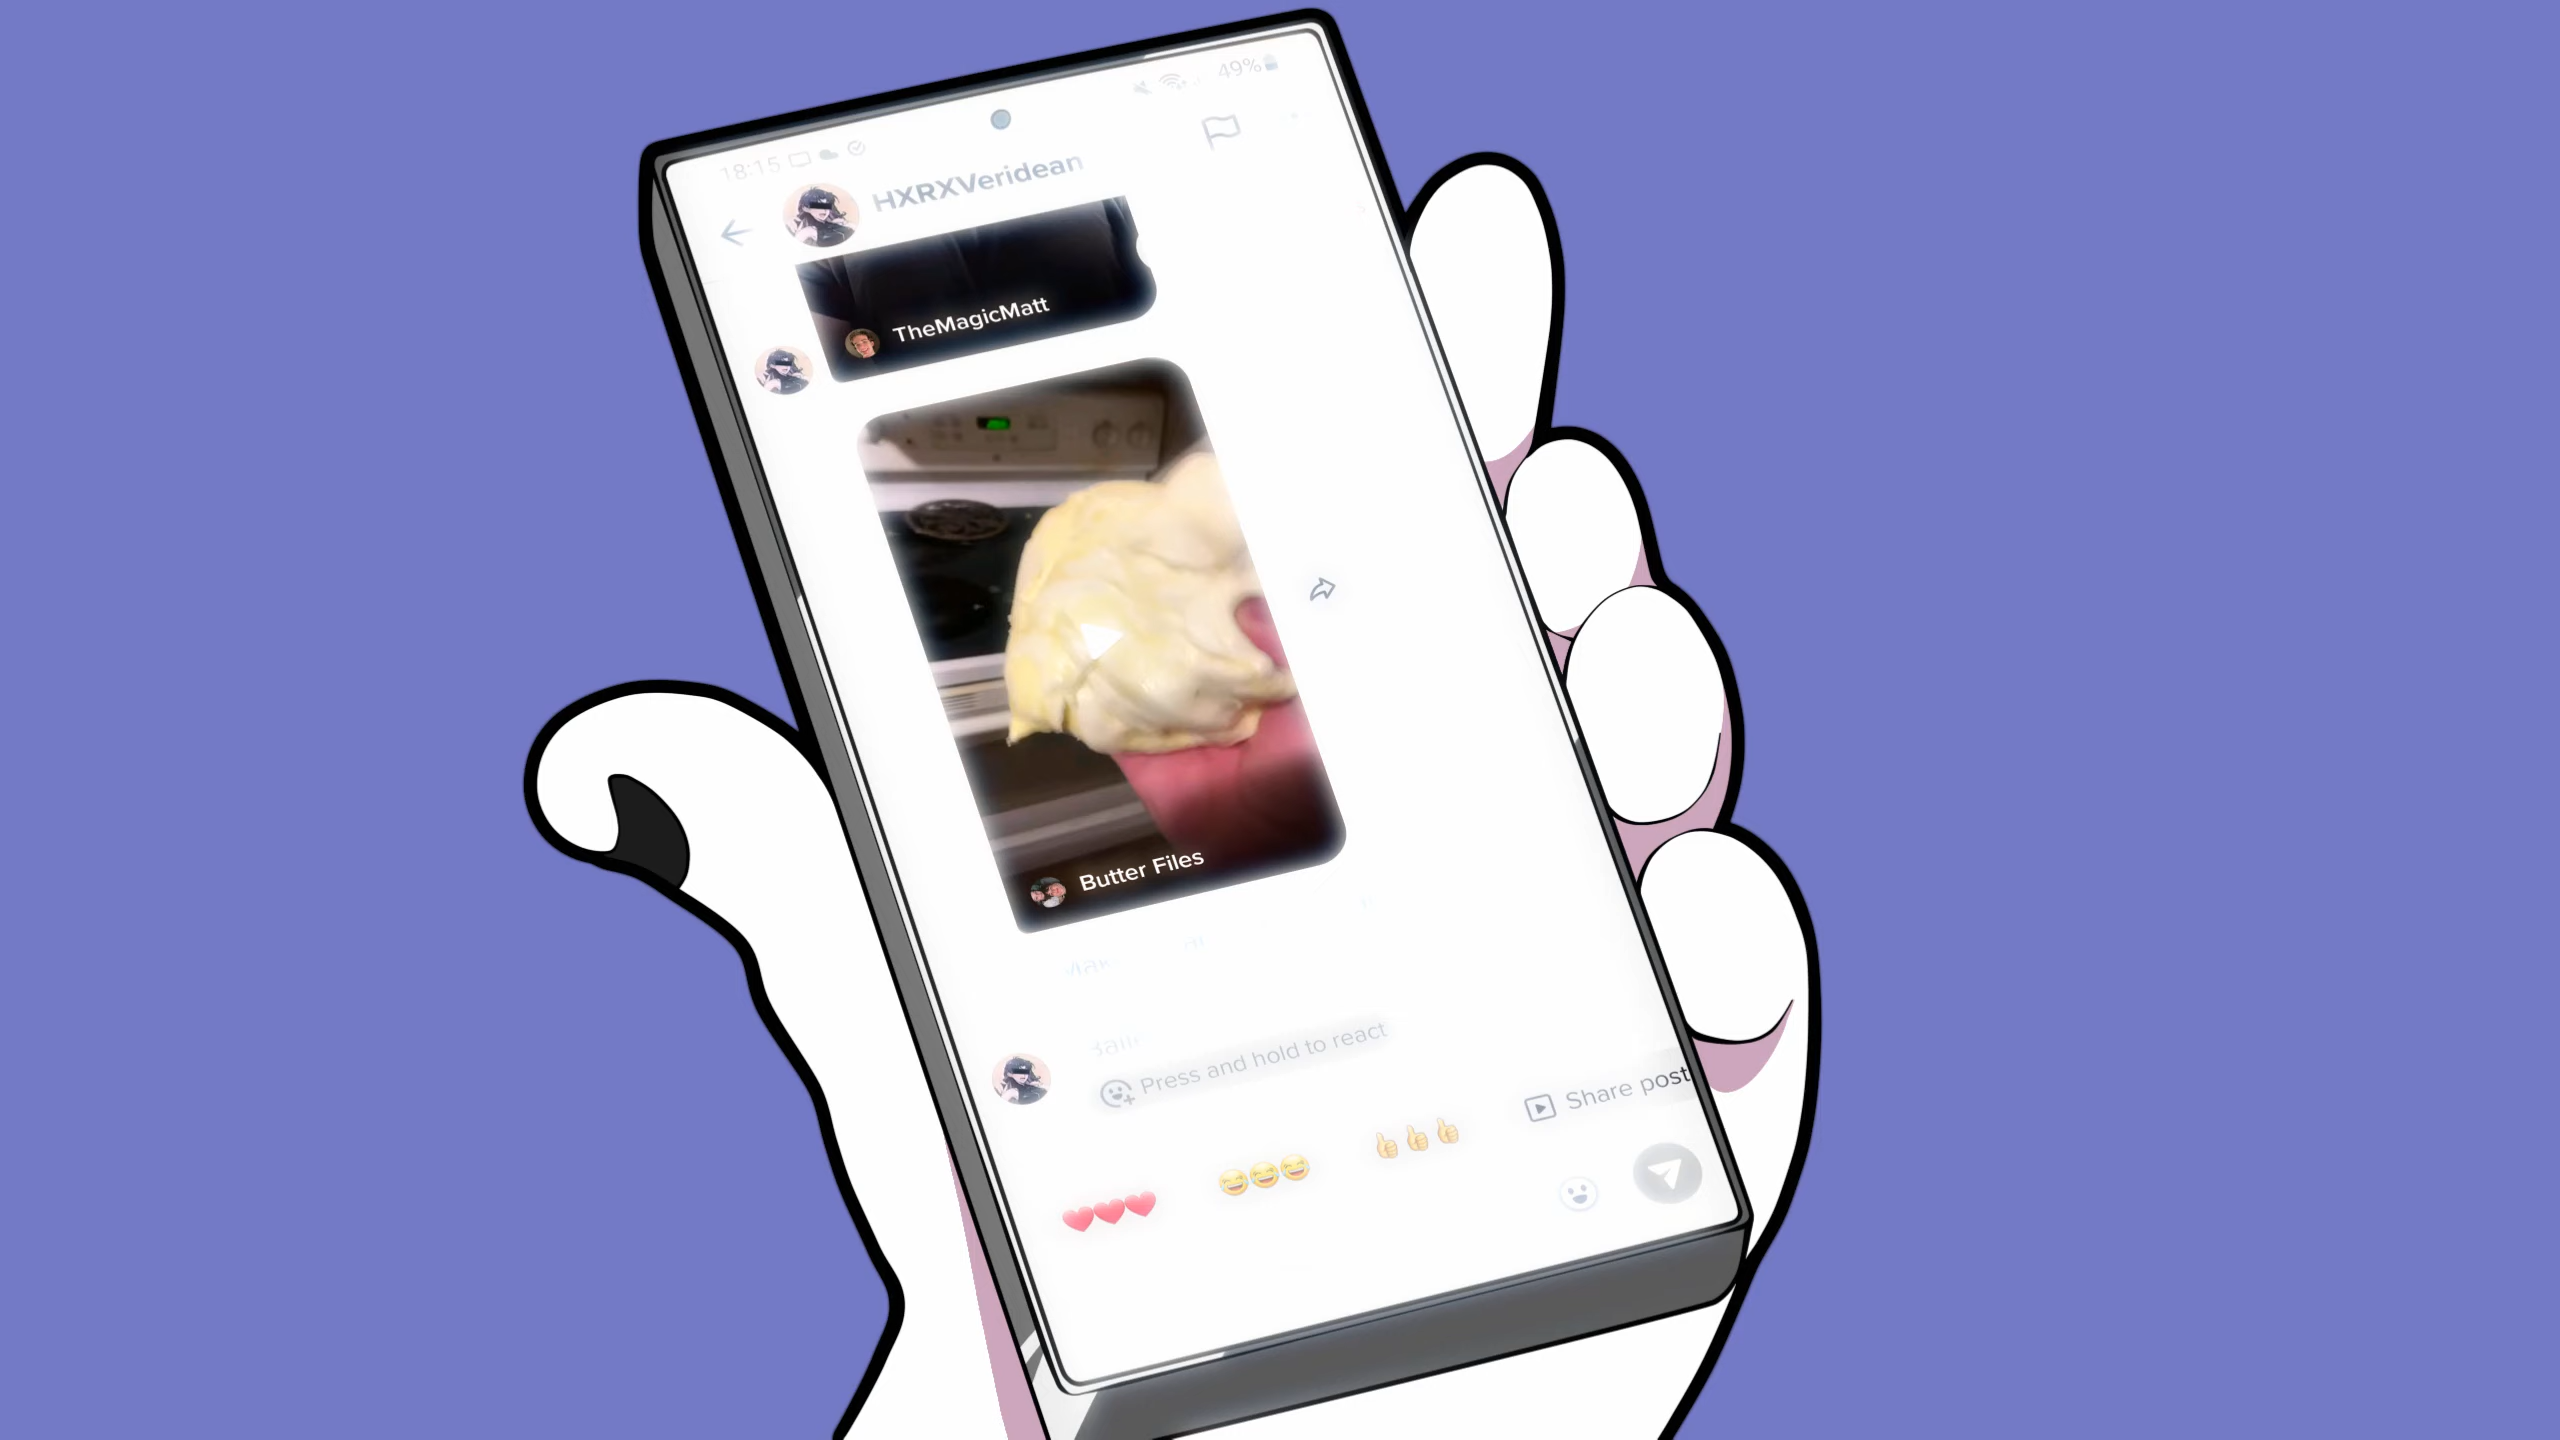 18:15
49%
HXRXVeridean
TheMagicMatt
Butter Files
Press and hold to react
Share post